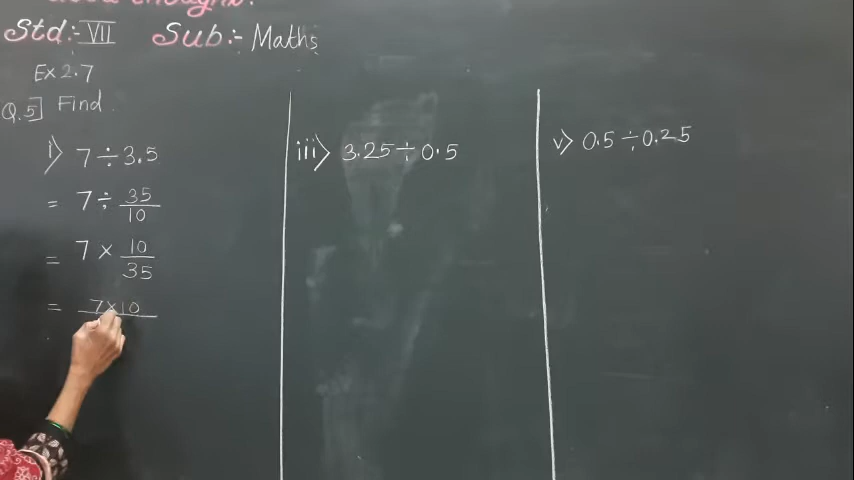 Std:- VII Sub:- Maths
Ex 2.7
Q.5] Find
i) 7 ÷ 3.5
= 7 ÷ 35/10
= 7 × 10/35
= 7×10
iii) 3.25 ÷ 0.5
v) 0.5 ÷ 0.25